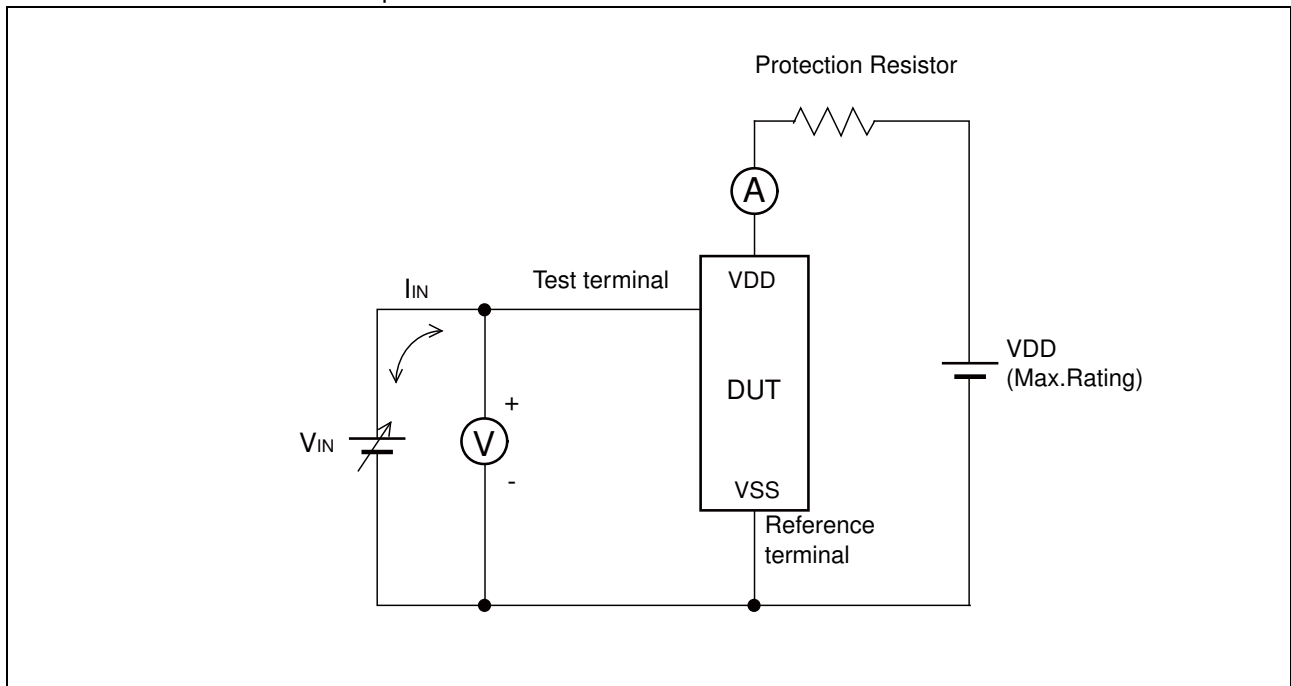 Protection Resistor
A
Test terminal
VDD
IIN
VDD
(Max.Rating)
DUT
+
VIN
V
-
VSS
Reference
terminal